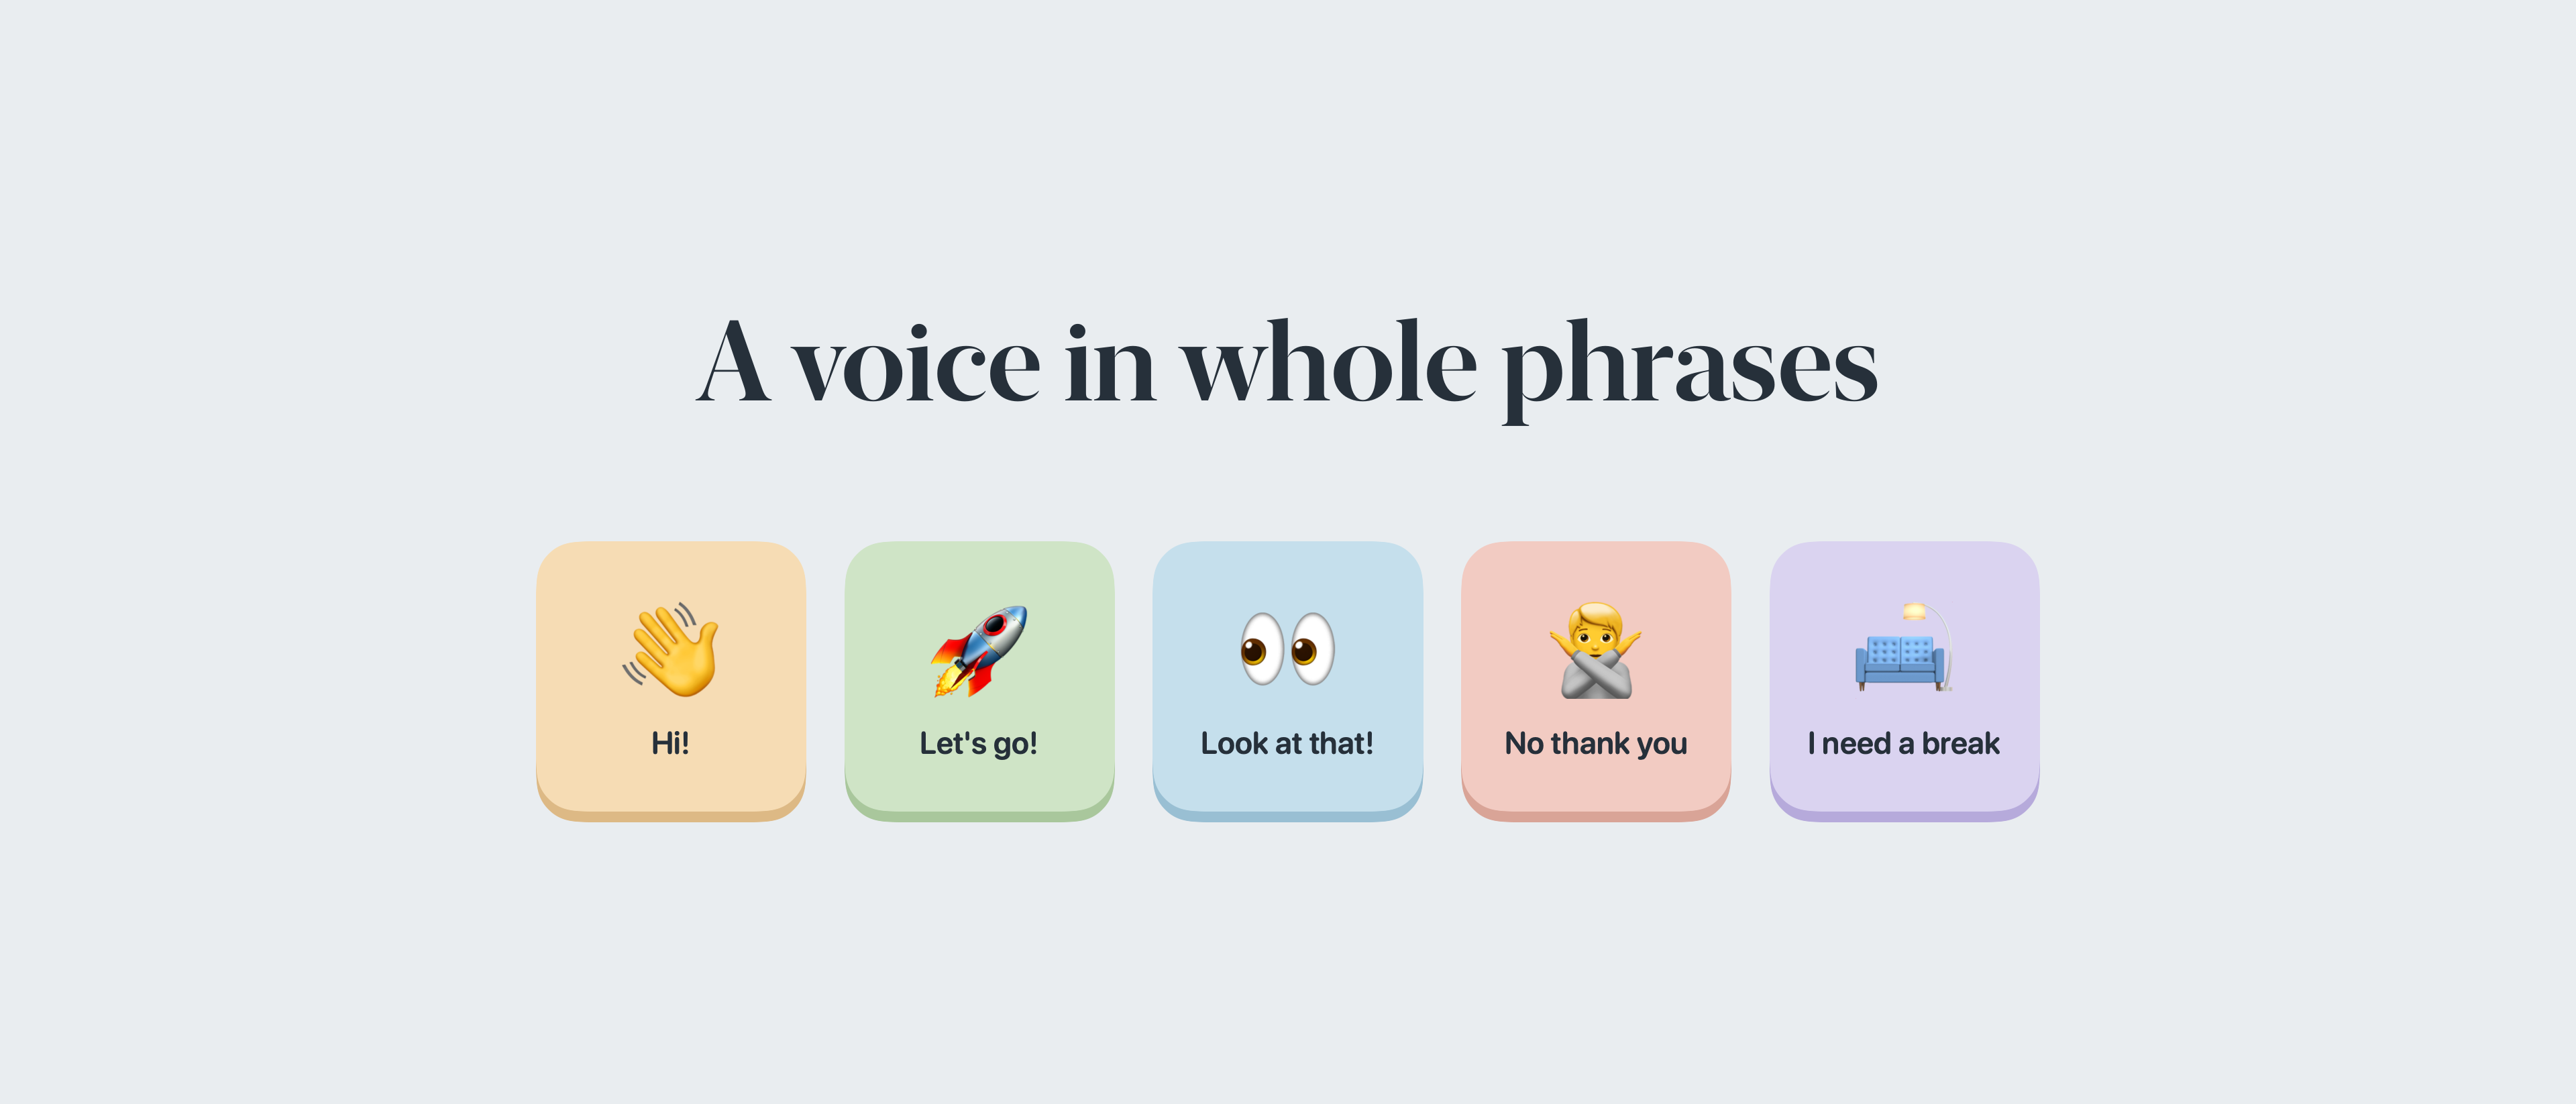 A voice in whole phrases
Hi!
Let's go!
Look at that!
No thank you
I need a break